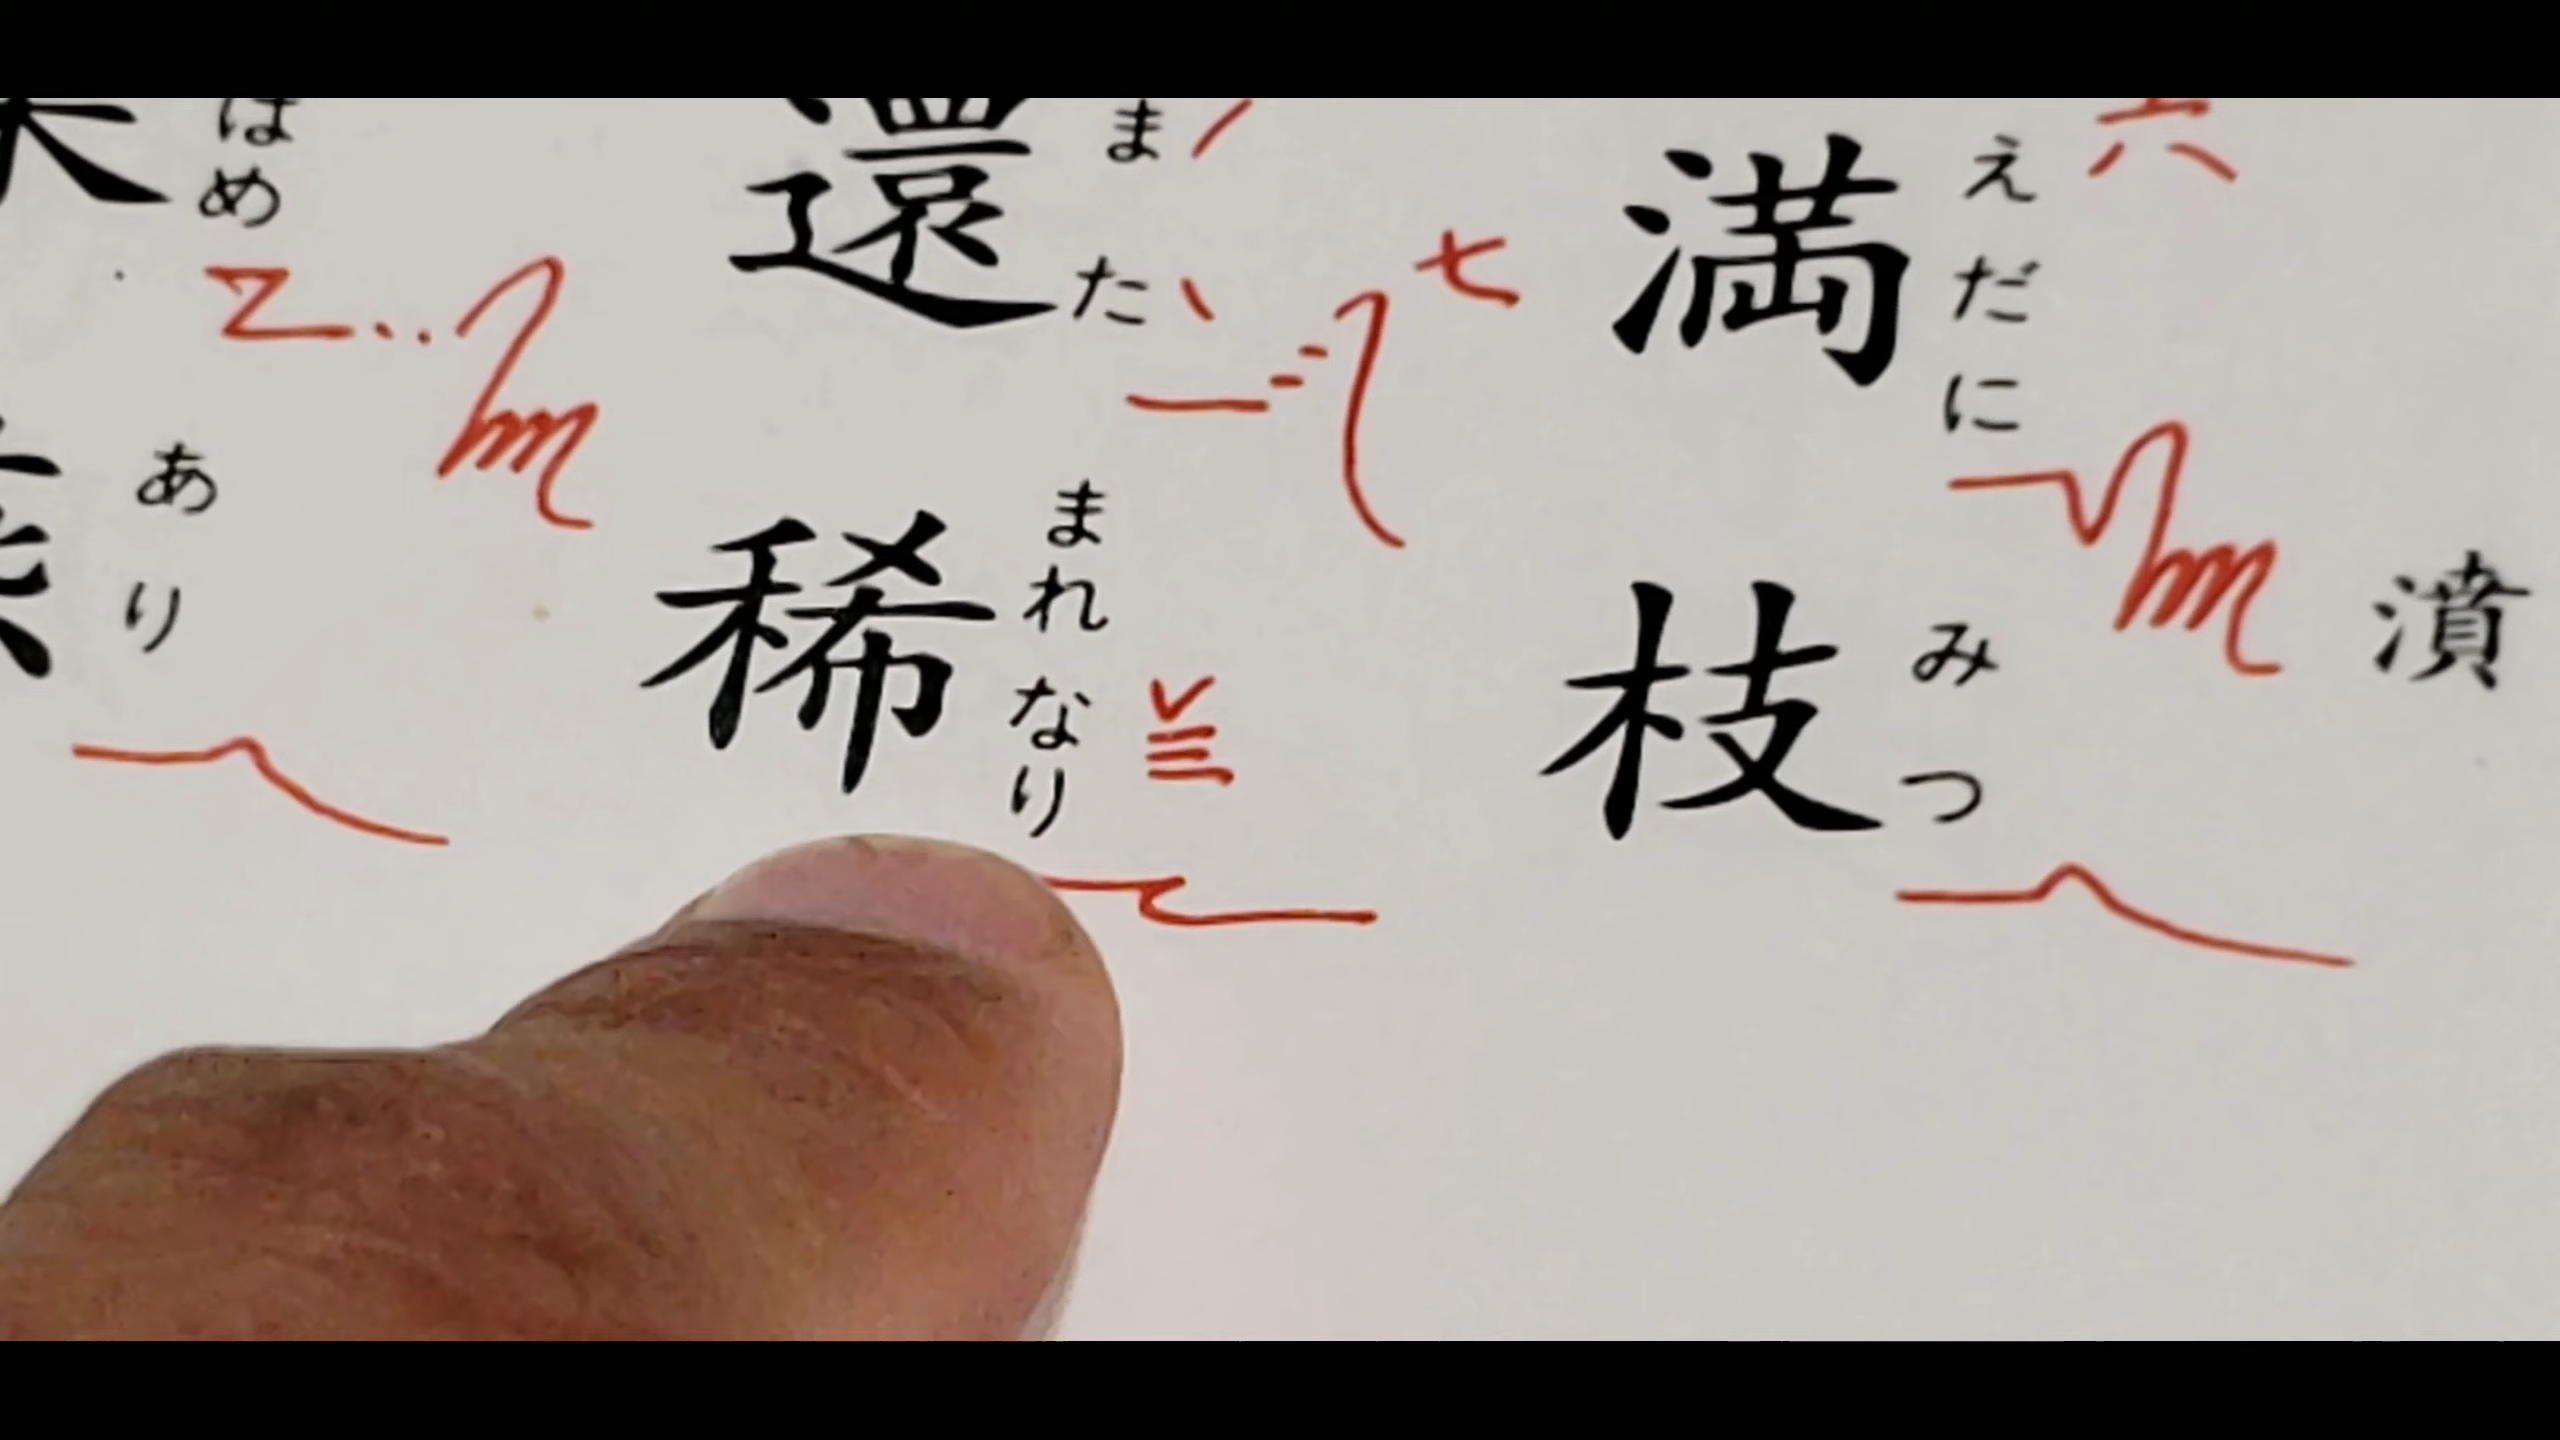 濆
満枝
えだに みつ
六
七
還稀
また まれなり
はめ
あり